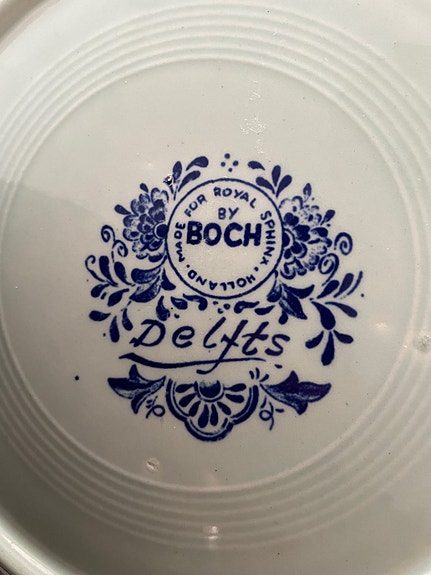 MADE FOR ROYAL SPHINX. HOLLAND.
BY
BOCH
Delfts